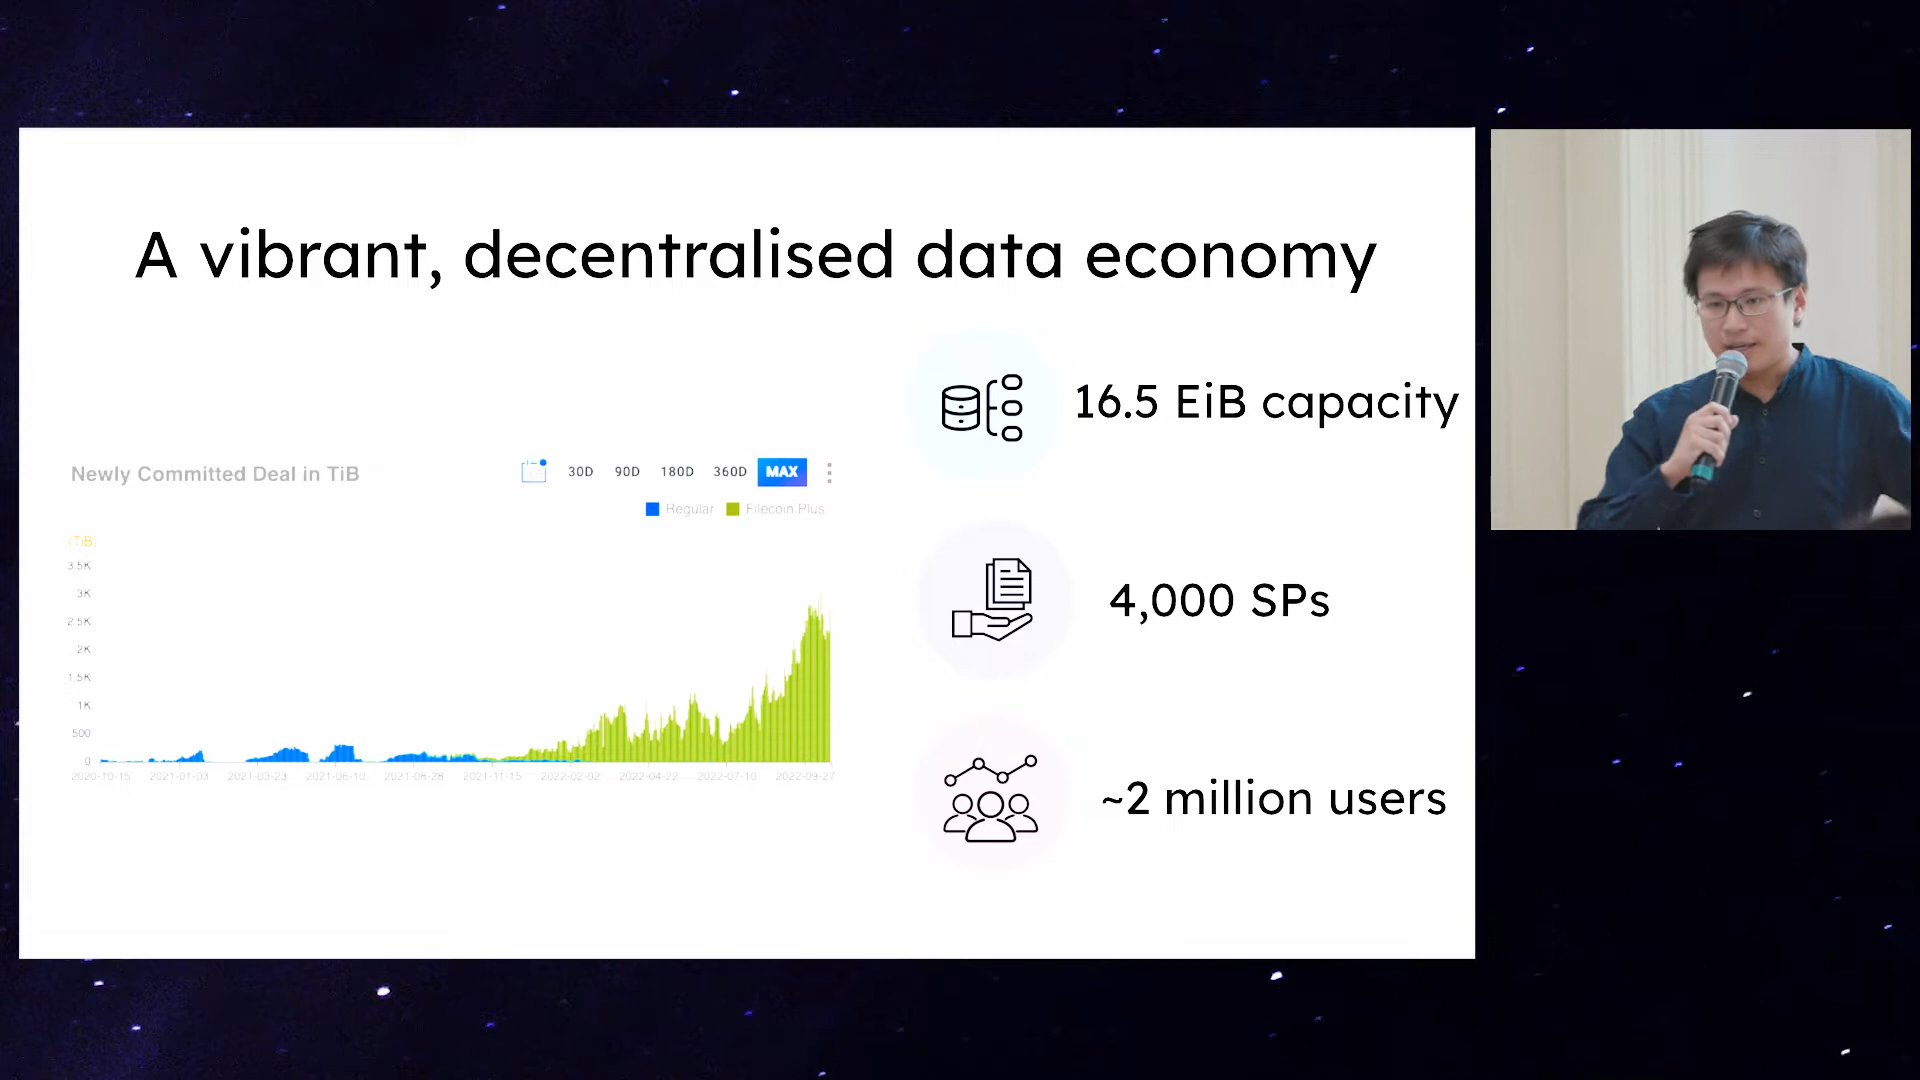 A vibrant, decentralised data economy
16.5 EiB capacity
Newly Committed Deal in TiB
30D 90D 180D 360D MAX
Regular Filecoin Plus
(TiB)
3.5K
3K
2.5K
2K
1.5K
1K
500
0
2020-10-15 2021-01-03 2021-03-23 2021-06-10 2021-08-28 2021-11-15 2022-02-02 2022-04-22 2022-07-10 2022-09-27
4,000 SPs
~2 million users